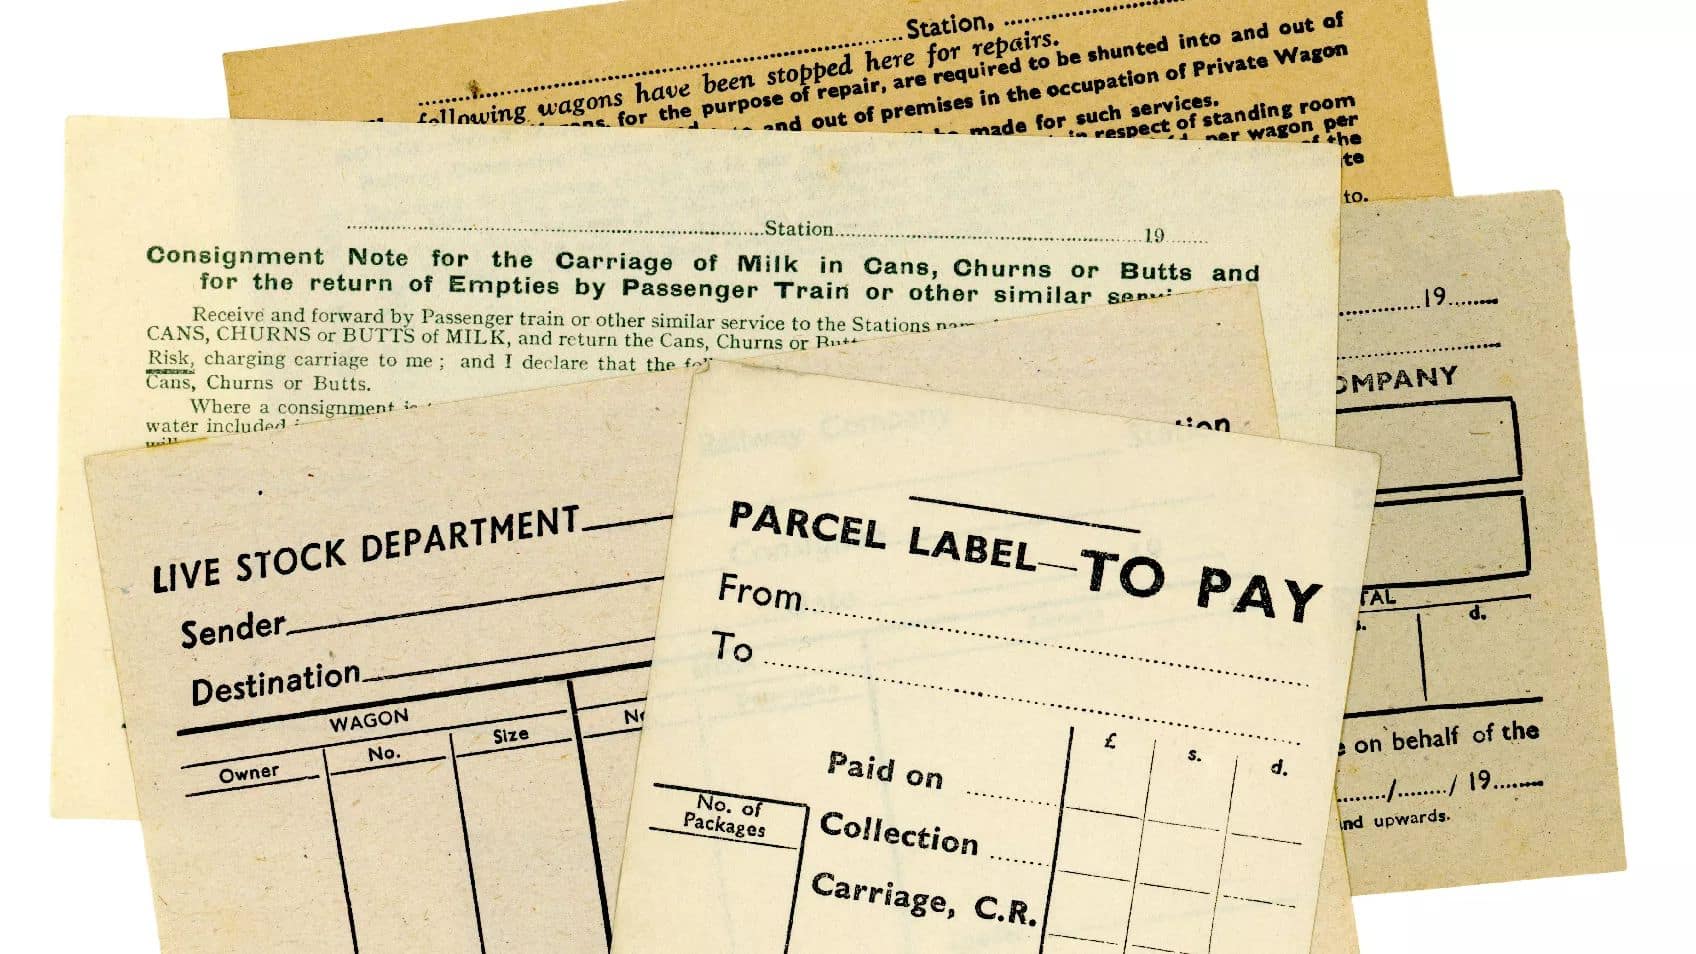 Station,
following wagons have been stopped here for repairs.
for the purpose of repair, are required to be shunted into and out of
and out of premises in the occupation of Private Wagon
made for such services.
in respect of standing room
per wagon per
of the
to.
Station 19
Consignment Note for the Carriage of Milk in Cans, Churns or Butts and
for the return of Empties by Passenger Train or other similar
Receive and forward by Passenger train or other similar service to the Stations
CANS, CHURNS or BUTTS of MILK, and return the Cans, Churns or
Risk, charging carriage to me ; and I declare that the
Cans, Churns or Butts.
Where a consignment
water included
19
OMPANY
TAL
d.
on behalf of the
/ / 19
nd upwards.
LIVE STOCK DEPARTMENT
Sender
Destination
WAGON
Owner No. Size
PARCEL LABEL—TO PAY
From
To
£ s. d.
No. of
Packages
Paid on
Collection
Carriage, C.R.